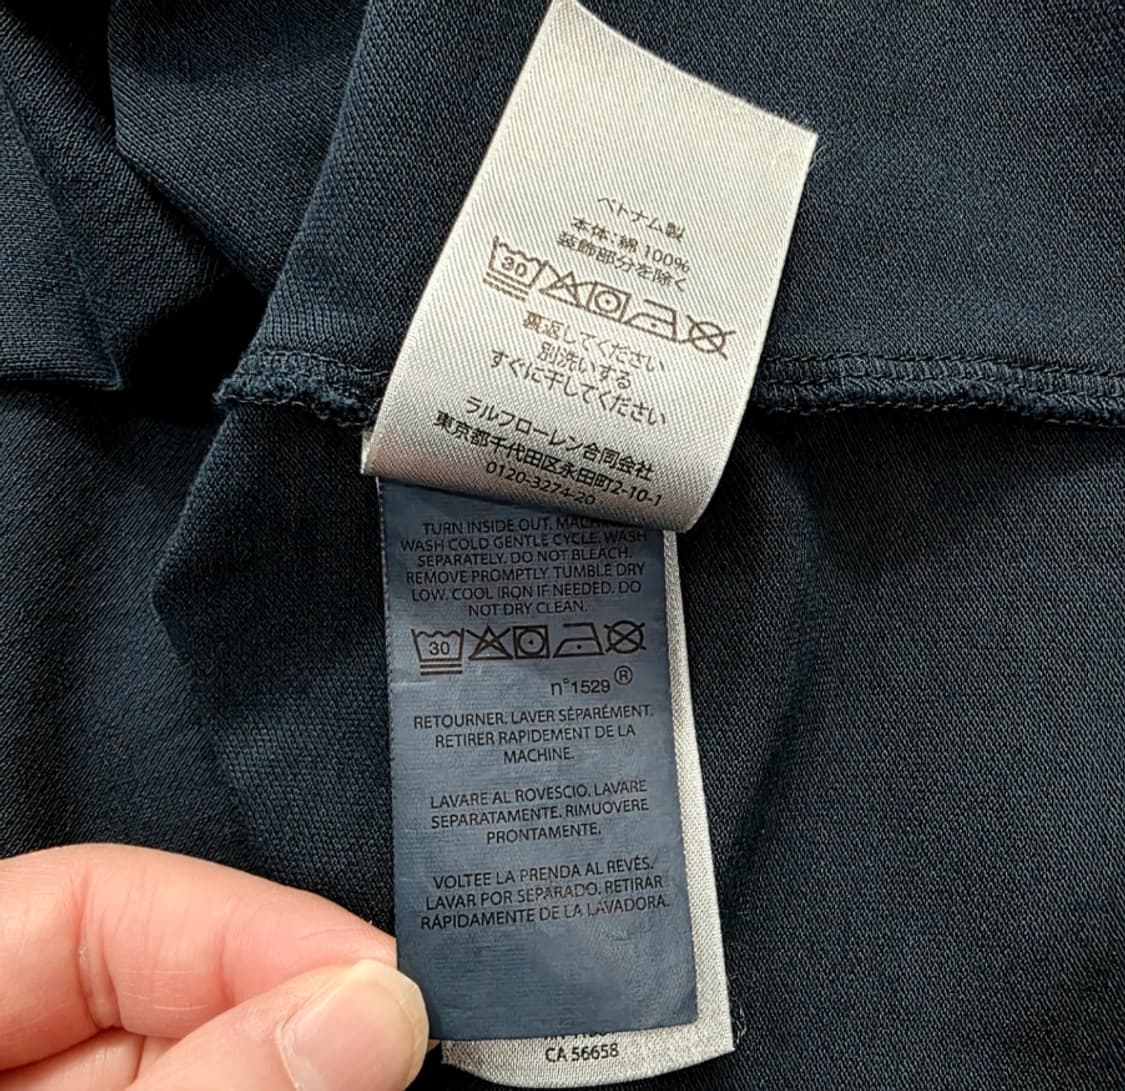 ベトナム製
本体:綿 100%
装飾部分を除く
30
裏返してください
別洗いする
すぐに干してください
ラルフローレン合同会社
東京都千代田区永田町2-10-1
0120-3274-20
TURN INSIDE OUT. MACHINE
WASH COLD GENTLE CYCLE. WASH
SEPARATELY. DO NOT BLEACH.
REMOVE PROMPTLY. TUMBLE DRY
LOW. COOL IRON IF NEEDED. DO
NOT DRY CLEAN.
30
n°1529 ®
RETOURNER. LAVER SÉPARÉMENT.
RETIRER RAPIDEMENT DE LA
MACHINE.
LAVARE AL ROVESCIO. LAVARE
SEPARATAMENTE. RIMUOVERE
PRONTAMENTE.
VOLTEE LA PRENDA AL REVÉS.
LAVAR POR SEPARADO. RETIRAR
RÁPIDAMENTE DE LA LAVADORA.
CA 56658